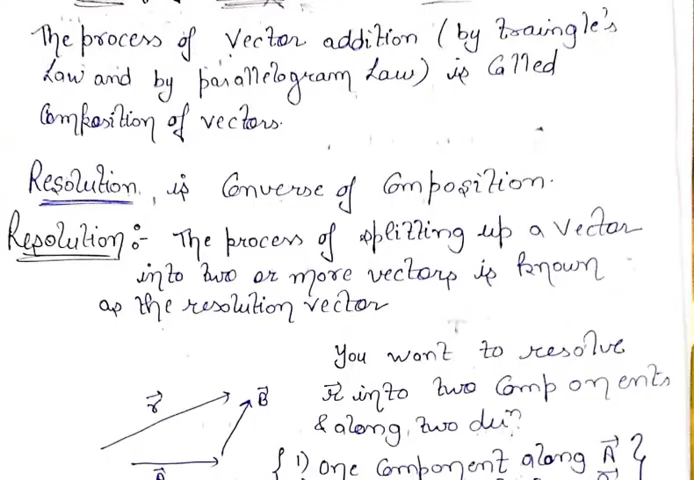 The process of vector addition (by traingle's
Law and by parallelogram Law) is Called
Composition of vectors.
Resolution, is Converse of Composition.
Resolution:- The process of splitting up a vector
into two or more vectors is known
as the resolution vector
You want to resolve
r⃗ into two Components
& along, two dirⁿ
r⃗
B⃗
A⃗
{ 1) One Component along A⃗ }